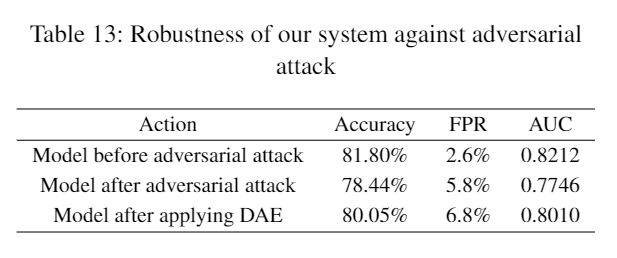 Table 13: Robustness of our system against adversarial
attack
Action Accuracy FPR AUC
Model before adversarial attack 81.80% 2.6% 0.8212
Model after adversarial attack 78.44% 5.8% 0.7746
Model after applying DAE 80.05% 6.8% 0.8010